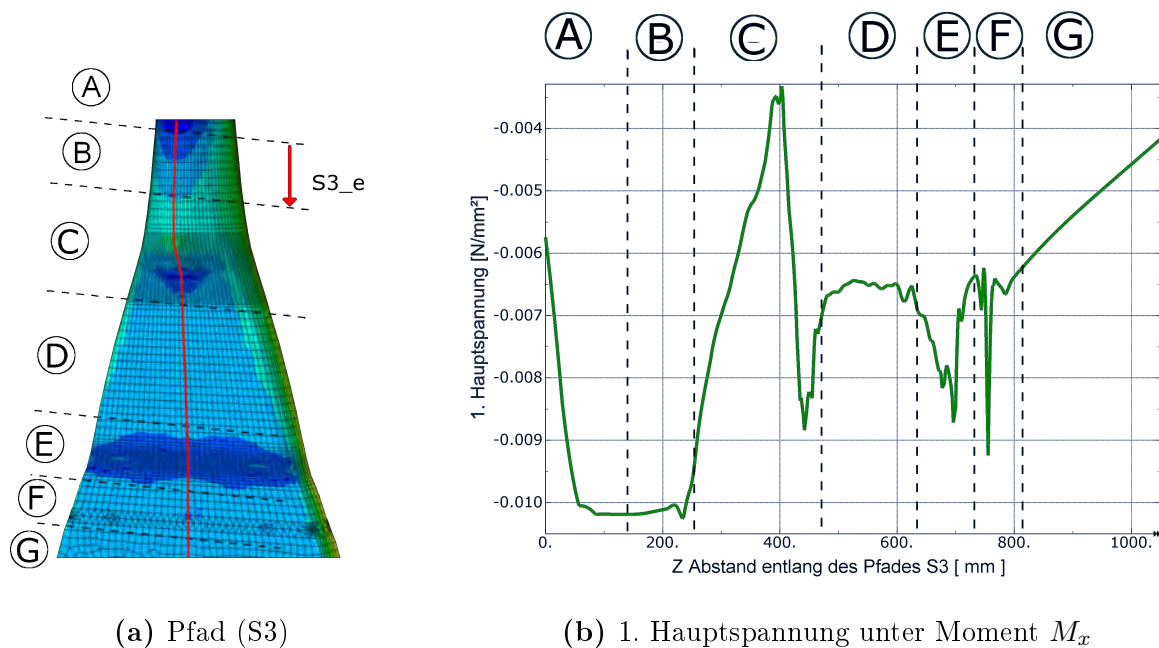 A
B
C
D
E
F
G
S3_e
A B C D E F G
-0.004
-0.005
-0.006
-0.007
-0.008
-0.009
-0.010
1. Hauptspannung [N/mm²]
0. 200. 400. 600. 800. 1000.
Z Abstand entlang des Pfades S3 [ mm ]
(a) Pfad (S3)
(b) 1. Hauptspannung unter Moment Mₓ